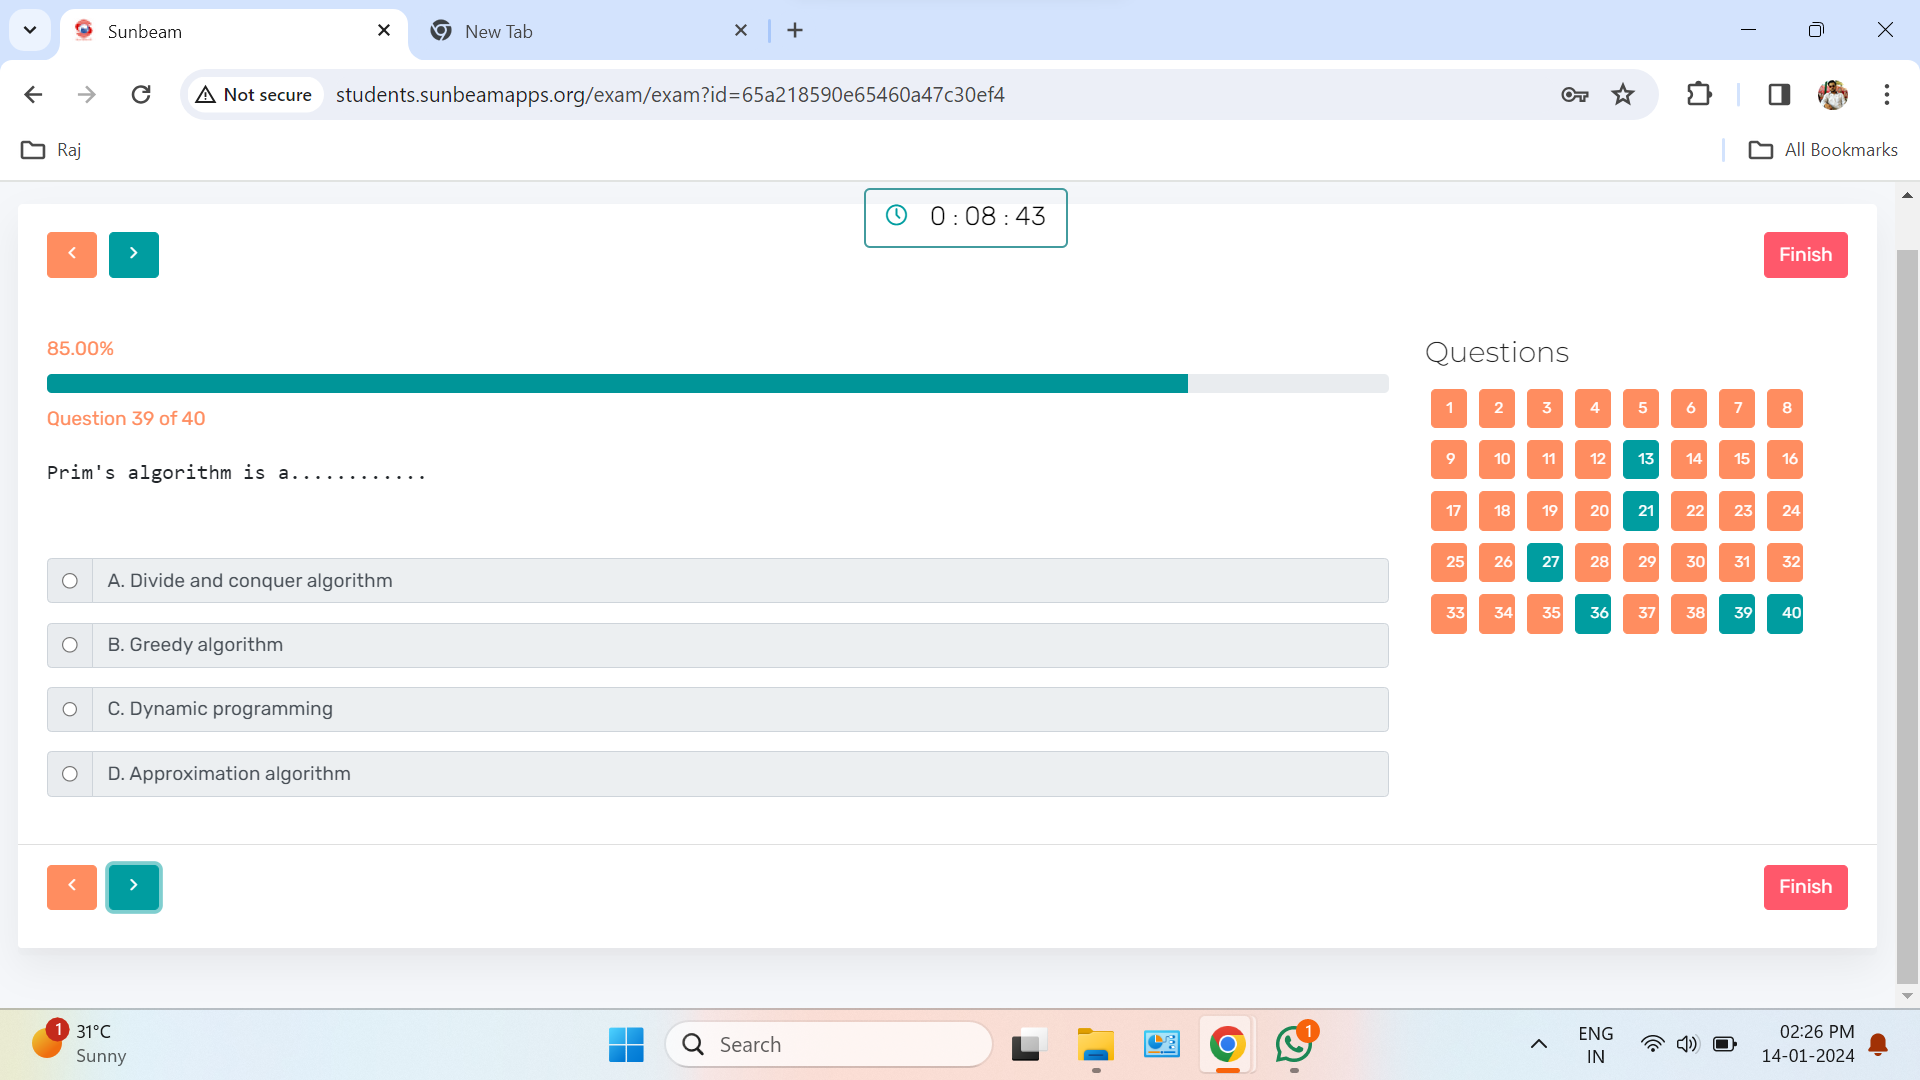 Sunbeam
New Tab
Not secure
students.sunbeamapps.org/exam/exam?id=65a218590e65460a47c30ef4
Raj
All Bookmarks
0 : 08 : 43
Finish
85.00%
Question 39 of 40
Prim's algorithm is a............
A. Divide and conquer algorithm
B. Greedy algorithm
C. Dynamic programming
D. Approximation algorithm
Questions
1 2 3 4 5 6 7 8
9 10 11 12 13 14 15 16
17 18 19 20 21 22 23 24
25 26 27 28 29 30 31 32
33 34 35 36 37 38 39 40
Finish
1
31°C
Sunny
Search
1
ENG
IN
02:26 PM
14-01-2024